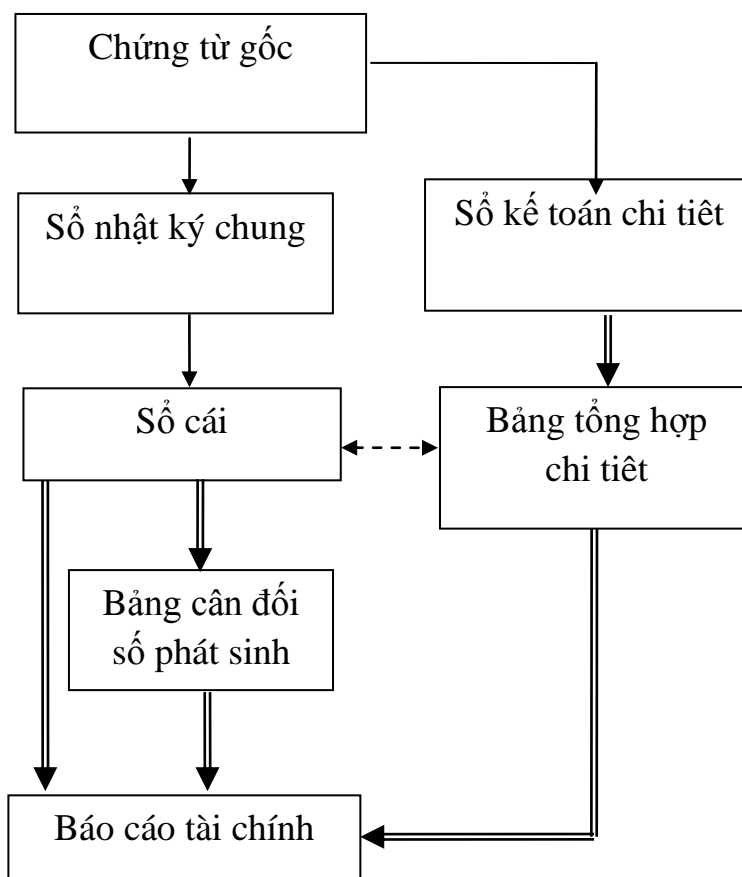 Chứng từ gốc
Sổ nhật ký chung
Sổ kế toán chi tiêt
Sổ cái
Bảng tổng hợp
chi tiêt
Bảng cân đối
số phát sinh
Báo cáo tài chính